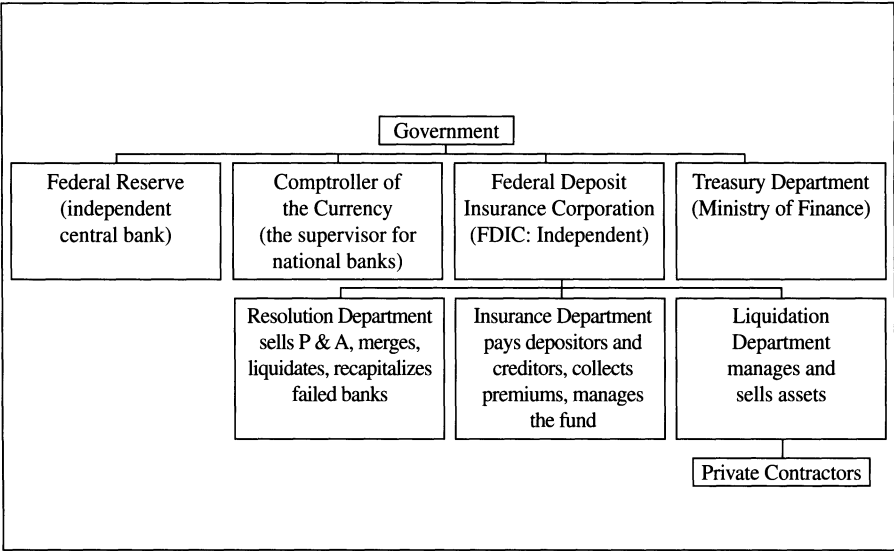 Government
Federal Reserve
(independent
central bank)
Comptroller of
the Currency
(the supervisor for
national banks)
Federal Deposit
Insurance Corporation
(FDIC: Independent)
Treasury Department
(Ministry of Finance)
Resolution Department
sells P & A, merges,
liquidates, recapitalizes
failed banks
Insurance Department
pays depositors and
creditors, collects
premiums, manages
the fund
Liquidation
Department
manages and
sells assets
Private Contractors